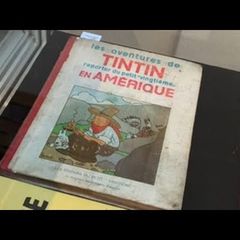 les aventures de
TINTIN
reporter du petit "vingtième"
EN AMÉRIQUE
E